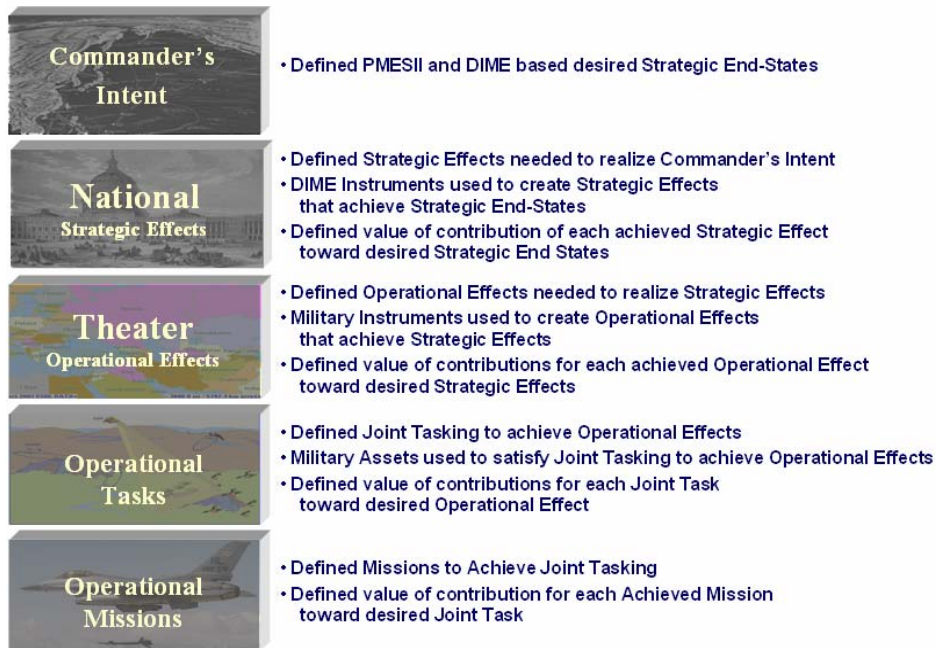 Commander's
Intent
• Defined PMESII and DIME based desired Strategic End-States
National
Strategic Effects
• Defined Strategic Effects needed to realize Commander's Intent
• DIME Instruments used to create Strategic Effects
that achieve Strategic End-States
• Defined value of contribution of each achieved Strategic Effect
toward desired Strategic End States
Theater
Operational Effects
• Defined Operational Effects needed to realize Strategic Effects
• Military Instruments used to create Operational Effects
that achieve Strategic Effects
• Defined value of contributions for each achieved Operational Effect
toward desired Strategic Effects
Operational
Tasks
• Defined Joint Tasking to achieve Operational Effects
• Military Assets used to satisfy Joint Tasking to achieve Operational Effects
• Defined value of contributions for each Joint Task
toward desired Operational Effect
Operational
Missions
• Defined Missions to Achieve Joint Tasking
• Defined value of contribution for each Achieved Mission
toward desired Joint Task